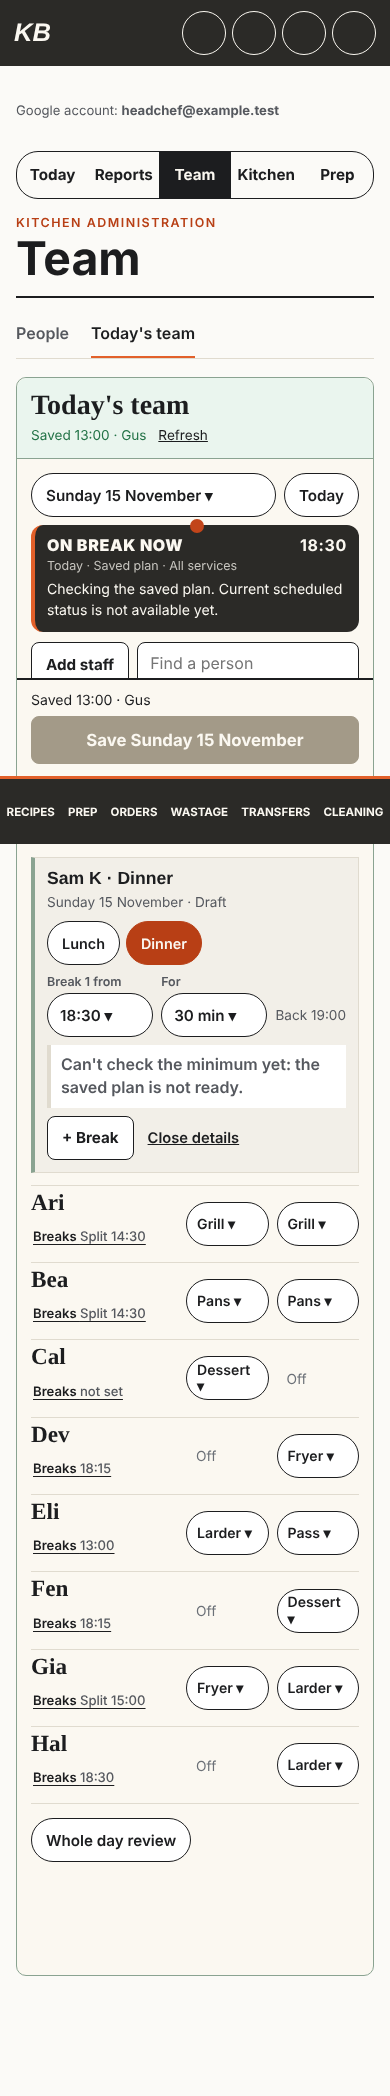 KB
Google account: headchef@example.test
Today Reports Team Kitchen Prep
KITCHEN ADMINISTRATION
Team
People Today's team
Today's team
Saved 13:00 · Gus Refresh
Sunday 15 November ▾ Today
ON BREAK NOW 18:30
Today · Saved plan · All services
Checking the saved plan. Current scheduled
status is not available yet.
Add staff Find a person
Saved 13:00 · Gus
Save Sunday 15 November
RECIPES PREP ORDERS WASTAGE TRANSFERS CLEANING
Sam K · Dinner
Sunday 15 November · Draft
Lunch Dinner
Break 1 from For
18:30 ▾ 30 min ▾ Back 19:00
Can't check the minimum yet: the
saved plan is not ready.
+ Break Close details
Ari
Breaks Split 14:30 Grill ▾ Grill ▾
Bea
Breaks Split 14:30 Pans ▾ Pans ▾
Cal
Breaks not set Dessert ▾ Off
Dev
Breaks 18:15 Off Fryer ▾
Eli
Breaks 13:00 Larder ▾ Pass ▾
Fen
Breaks 18:15 Off Dessert ▾
Gia
Breaks Split 15:00 Fryer ▾ Larder ▾
Hal
Breaks 18:30 Off Larder ▾
Whole day review